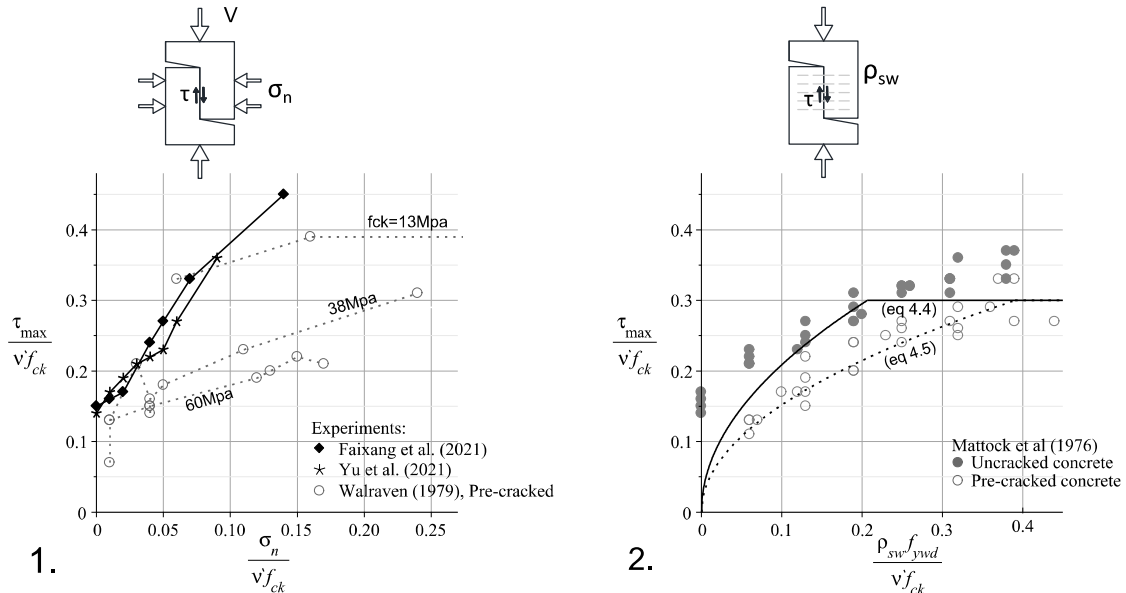 V
τ
σn
0.4
0.3
τmax
ν`fck
0.2
0.1
0
fck=13Mpa
38Mpa
60Mpa
Experiments:
Faixang et al. (2021)
Yu et al. (2021)
Walraven (1979), Pre-cracked
0 0.05 0.10 0.15 0.20 0.25
σn
ν`fck
1.
τ
ρsw
0.4
0.3
τmax
ν`fck
0.2
0.1
0
(eq 4.4)
(eq 4.5)
Mattock et al (1976)
Uncracked concrete
Pre-cracked concrete
0 0.1 0.2 0.3 0.4
ρsw fywd
ν`fck
2.